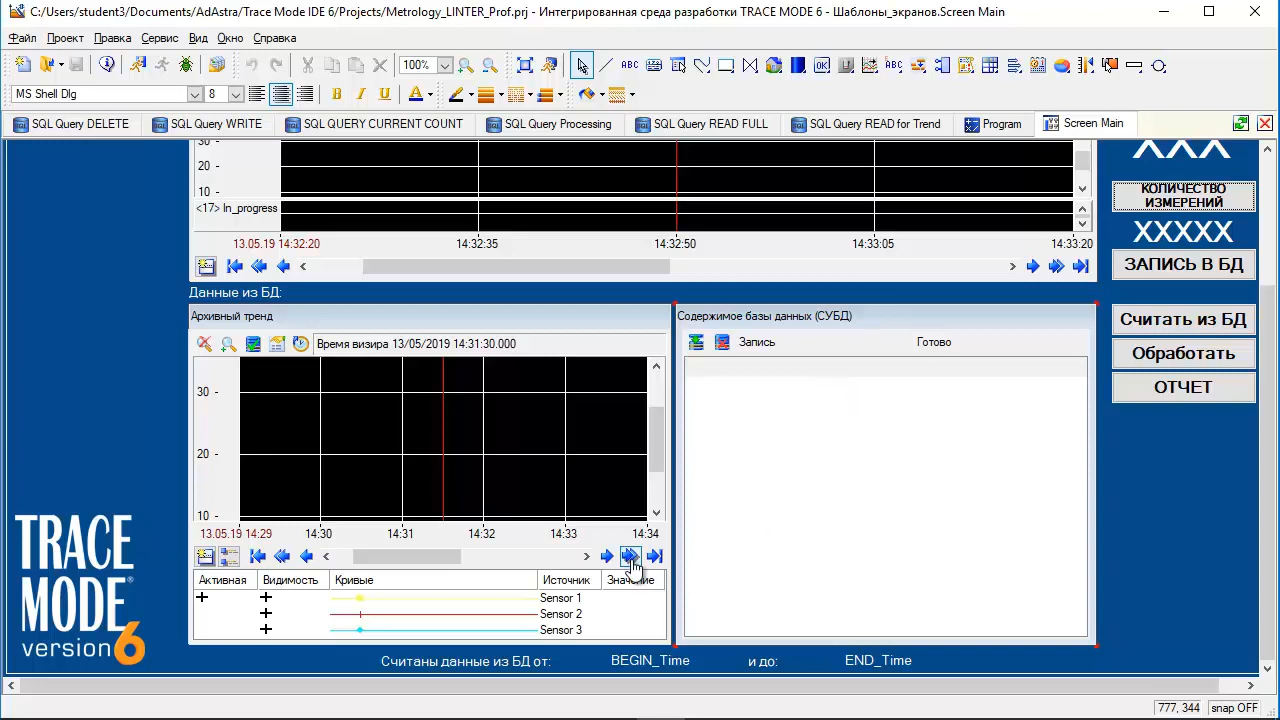 C:/Users/student3/Documents/AdAstra/Trace Mode IDE 6/Projects/Metrology_LINTER_Prof.prj - Интегрированная среда разработки TRACE MODE 6 - Шаблоны_экранов.Screen Main
Файл Проект Правка Сервис Вид Окно Справка
100% ABC OK ABC
MS Shell Dlg 8 B I U A
SQL Query DELETE SQL Query WRITE SQL QUERY CURRENT COUNT SQL Query Processing SQL Query READ FULL SQL Query READ for Trend Program Screen Main
30
20
10
<17> In_progress
13.05.19 14:32:20 14:32:35 14:32:50 14:33:05 14:33:20
XXX
КОЛИЧЕСТВО
ИЗМЕРЕНИЙ
XXXXX
ЗАПИСЬ В БД
Данные из БД:
Архивный тренд
Время визира 13/05/2019 14:31:30.000
30
20
10
13.05.19 14:29 14:30 14:31 14:32 14:33 14:34
Активная Видимость Кривые Источник Значение
Sensor 1
Sensor 2
Sensor 3
Содержимое базы данных (СУБД)
Запись Готово
Считать из БД
Обработать
ОТЧЕТ
TRACE
MODE
version 6
Считаны данные из БД от: BEGIN_Time и до: END_Time
777, 344 snap OFF